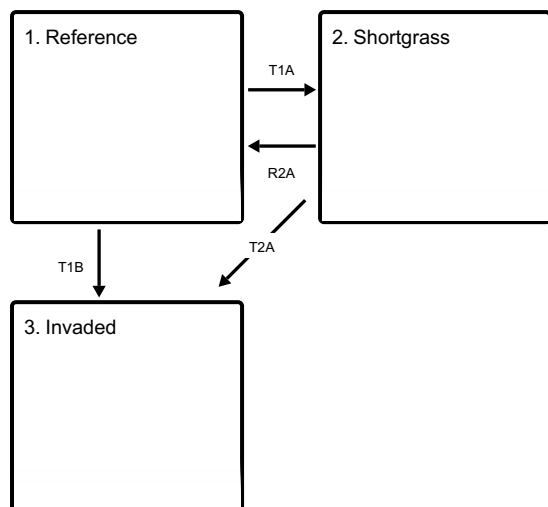 1. Reference
2. Shortgrass
T1A
R2A
T2A
T1B
3. Invaded